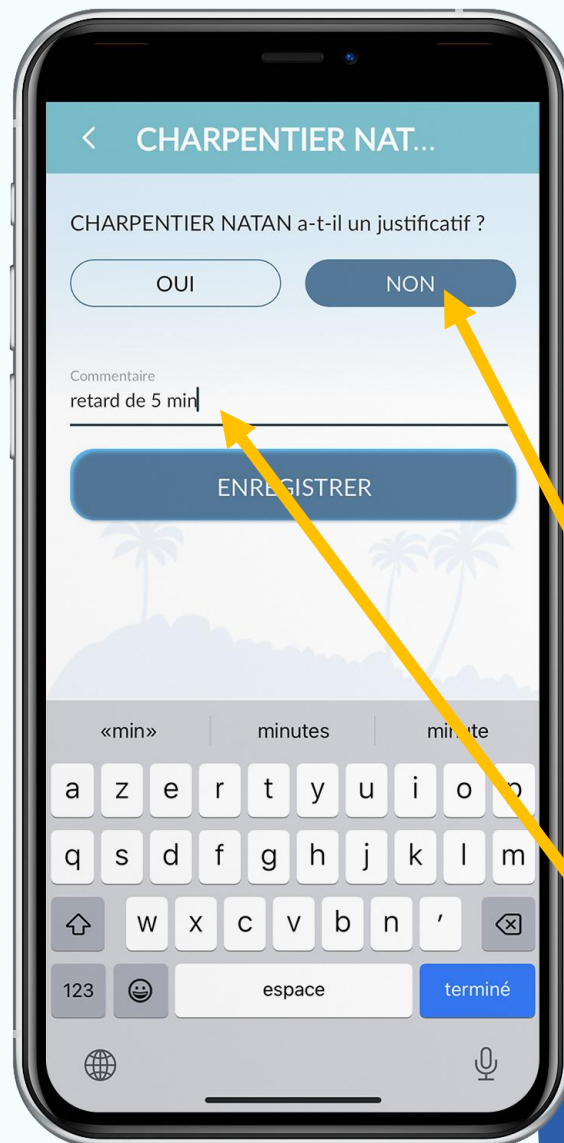 < CHARPENTIER NAT...
CHARPENTIER NATAN a-t-il un justificatif ?
OUI NON
Commentaire
retard de 5 min
ENREGISTRER
«min» minutes minute
a z e r t y u i o p
q s d f g h j k l m
w x c v b n ′
123 espace terminé